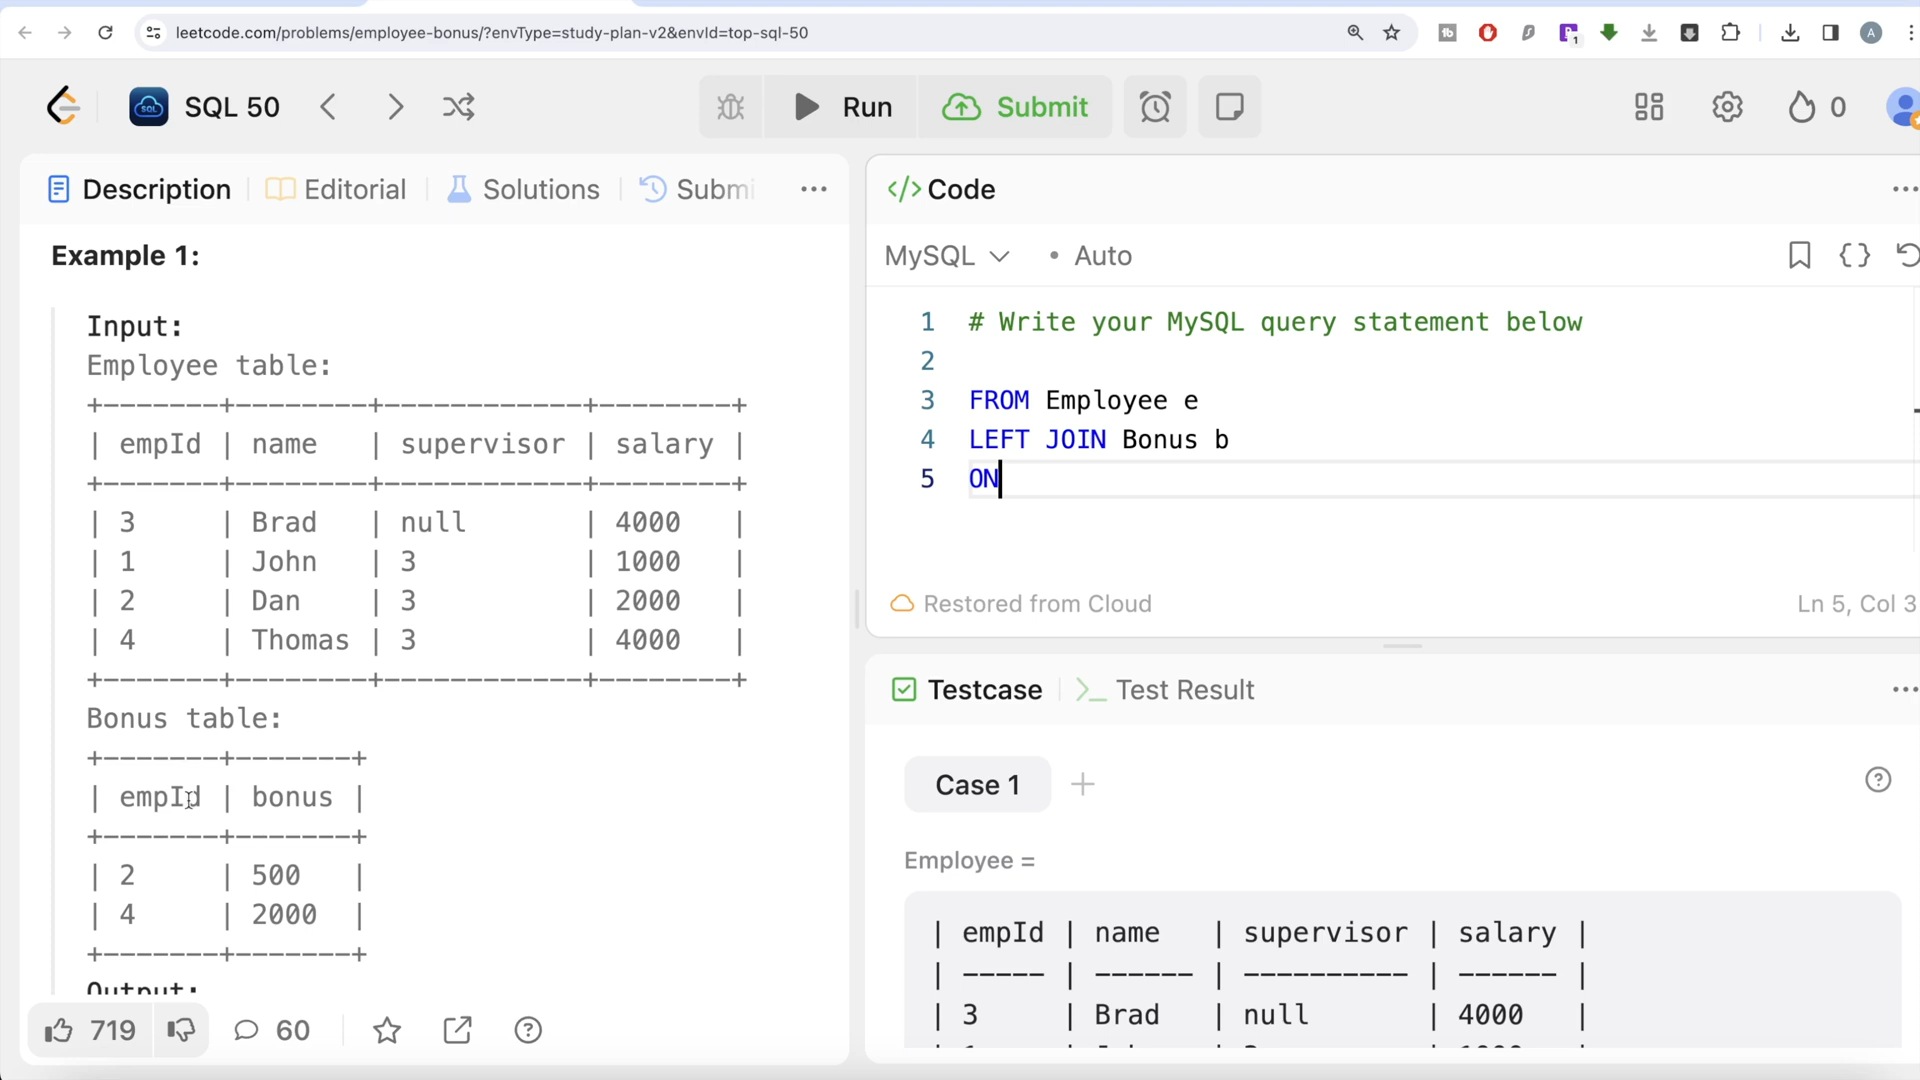 leetcode.com/problems/employee-bonus/?envType=study-plan-v2&envId=top-sql-50
1
A
SQL 50
Run
Submit
0
Description
Editorial
Solutions
Submi
Example 1:
Input:
Employee table:
+-------+--------+------------+--------+
| empId | name   | supervisor | salary |
+-------+--------+------------+--------+
| 3     | Brad   | null       | 4000   |
| 1     | John   | 3          | 1000   |
| 2     | Dan    | 3          | 2000   |
| 4     | Thomas | 3          | 4000   |
+-------+--------+------------+--------+
Bonus table:
+-------+-------+
| empId | bonus |
+-------+-------+
| 2     | 500   |
| 4     | 2000  |
+-------+-------+
Output:
719
60
</> Code
MySQL
• Auto
1 # Write your MySQL query statement below
2
3 FROM Employee e
4 LEFT JOIN Bonus b
5 ON
Restored from Cloud
Ln 5, Col 3
Testcase
>_ Test Result
Case 1
+
Employee =
| empId | name   | supervisor | salary |
| ----- | ------ | ---------- | ------ |
| 3     | Brad   | null       | 4000   |